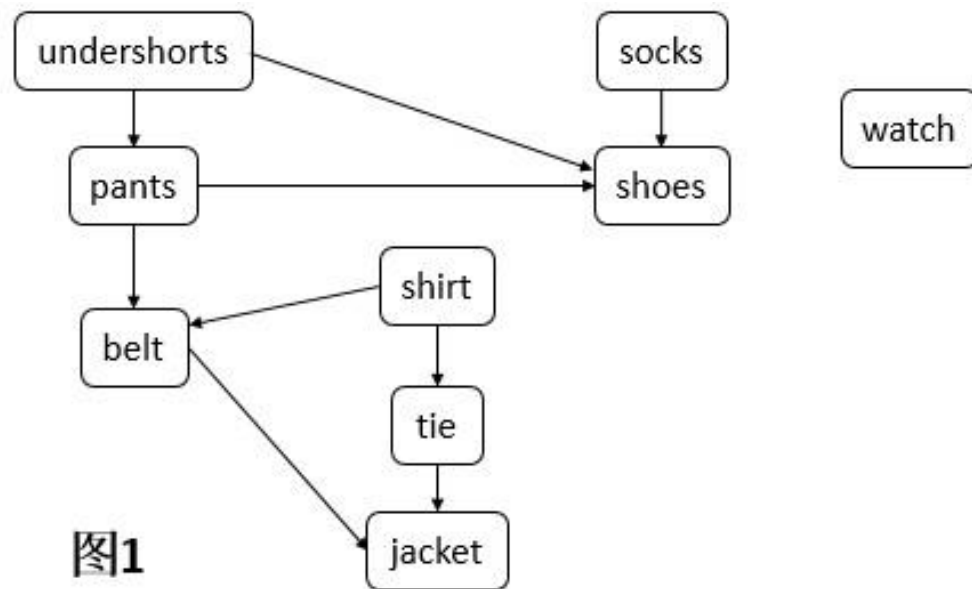 undershorts
socks
watch
pants
shoes
shirt
belt
tie
jacket
图1